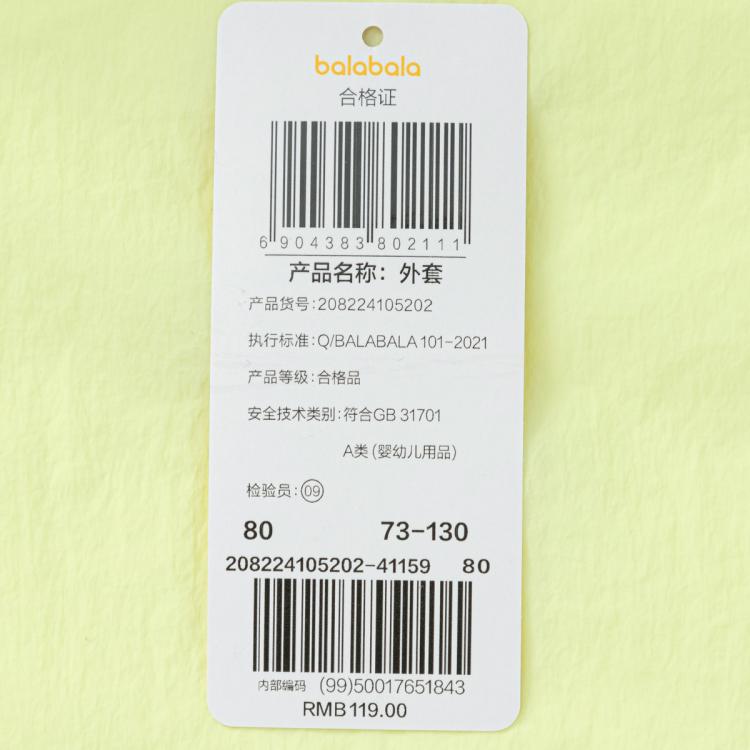 balabala
合格证
6 904383 802111
产品名称：外套
产品货号:208224105202
执行标准:Q/BALABALA 101-2021
产品等级:合格品
安全技术类别:符合GB 31701
A类(婴幼儿用品)
检验员:09
80 73-130
208224105202-41159 80
内部编码 (99)50017651843
RMB119.00